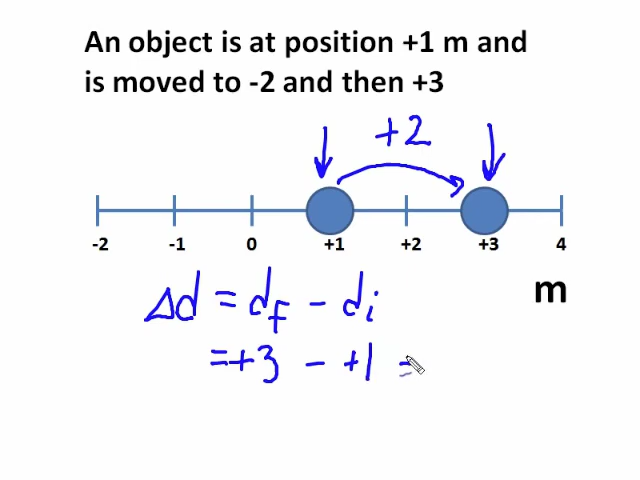 An object is at position +1 m and
is moved to -2 and then +3
+2
-2 -1 0 +1 +2 +3 4
m
Δd = df - di
= +3 - +1 =